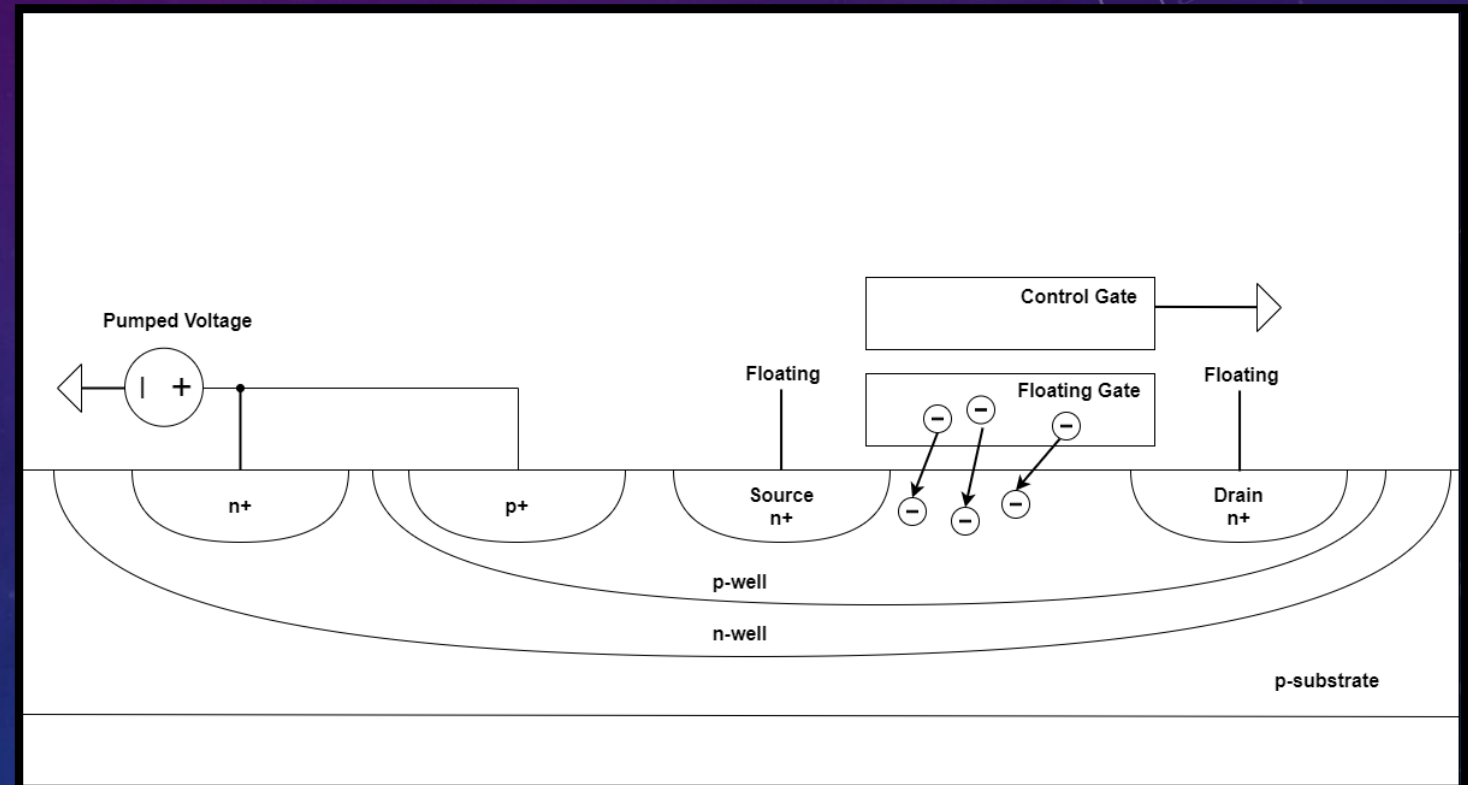 Control Gate
Pumped Voltage
− +
Floating
Floating Gate
Floating
− − −
n+
p+
Source
n+
− − −
Drain
n+
p-well
n-well
p-substrate